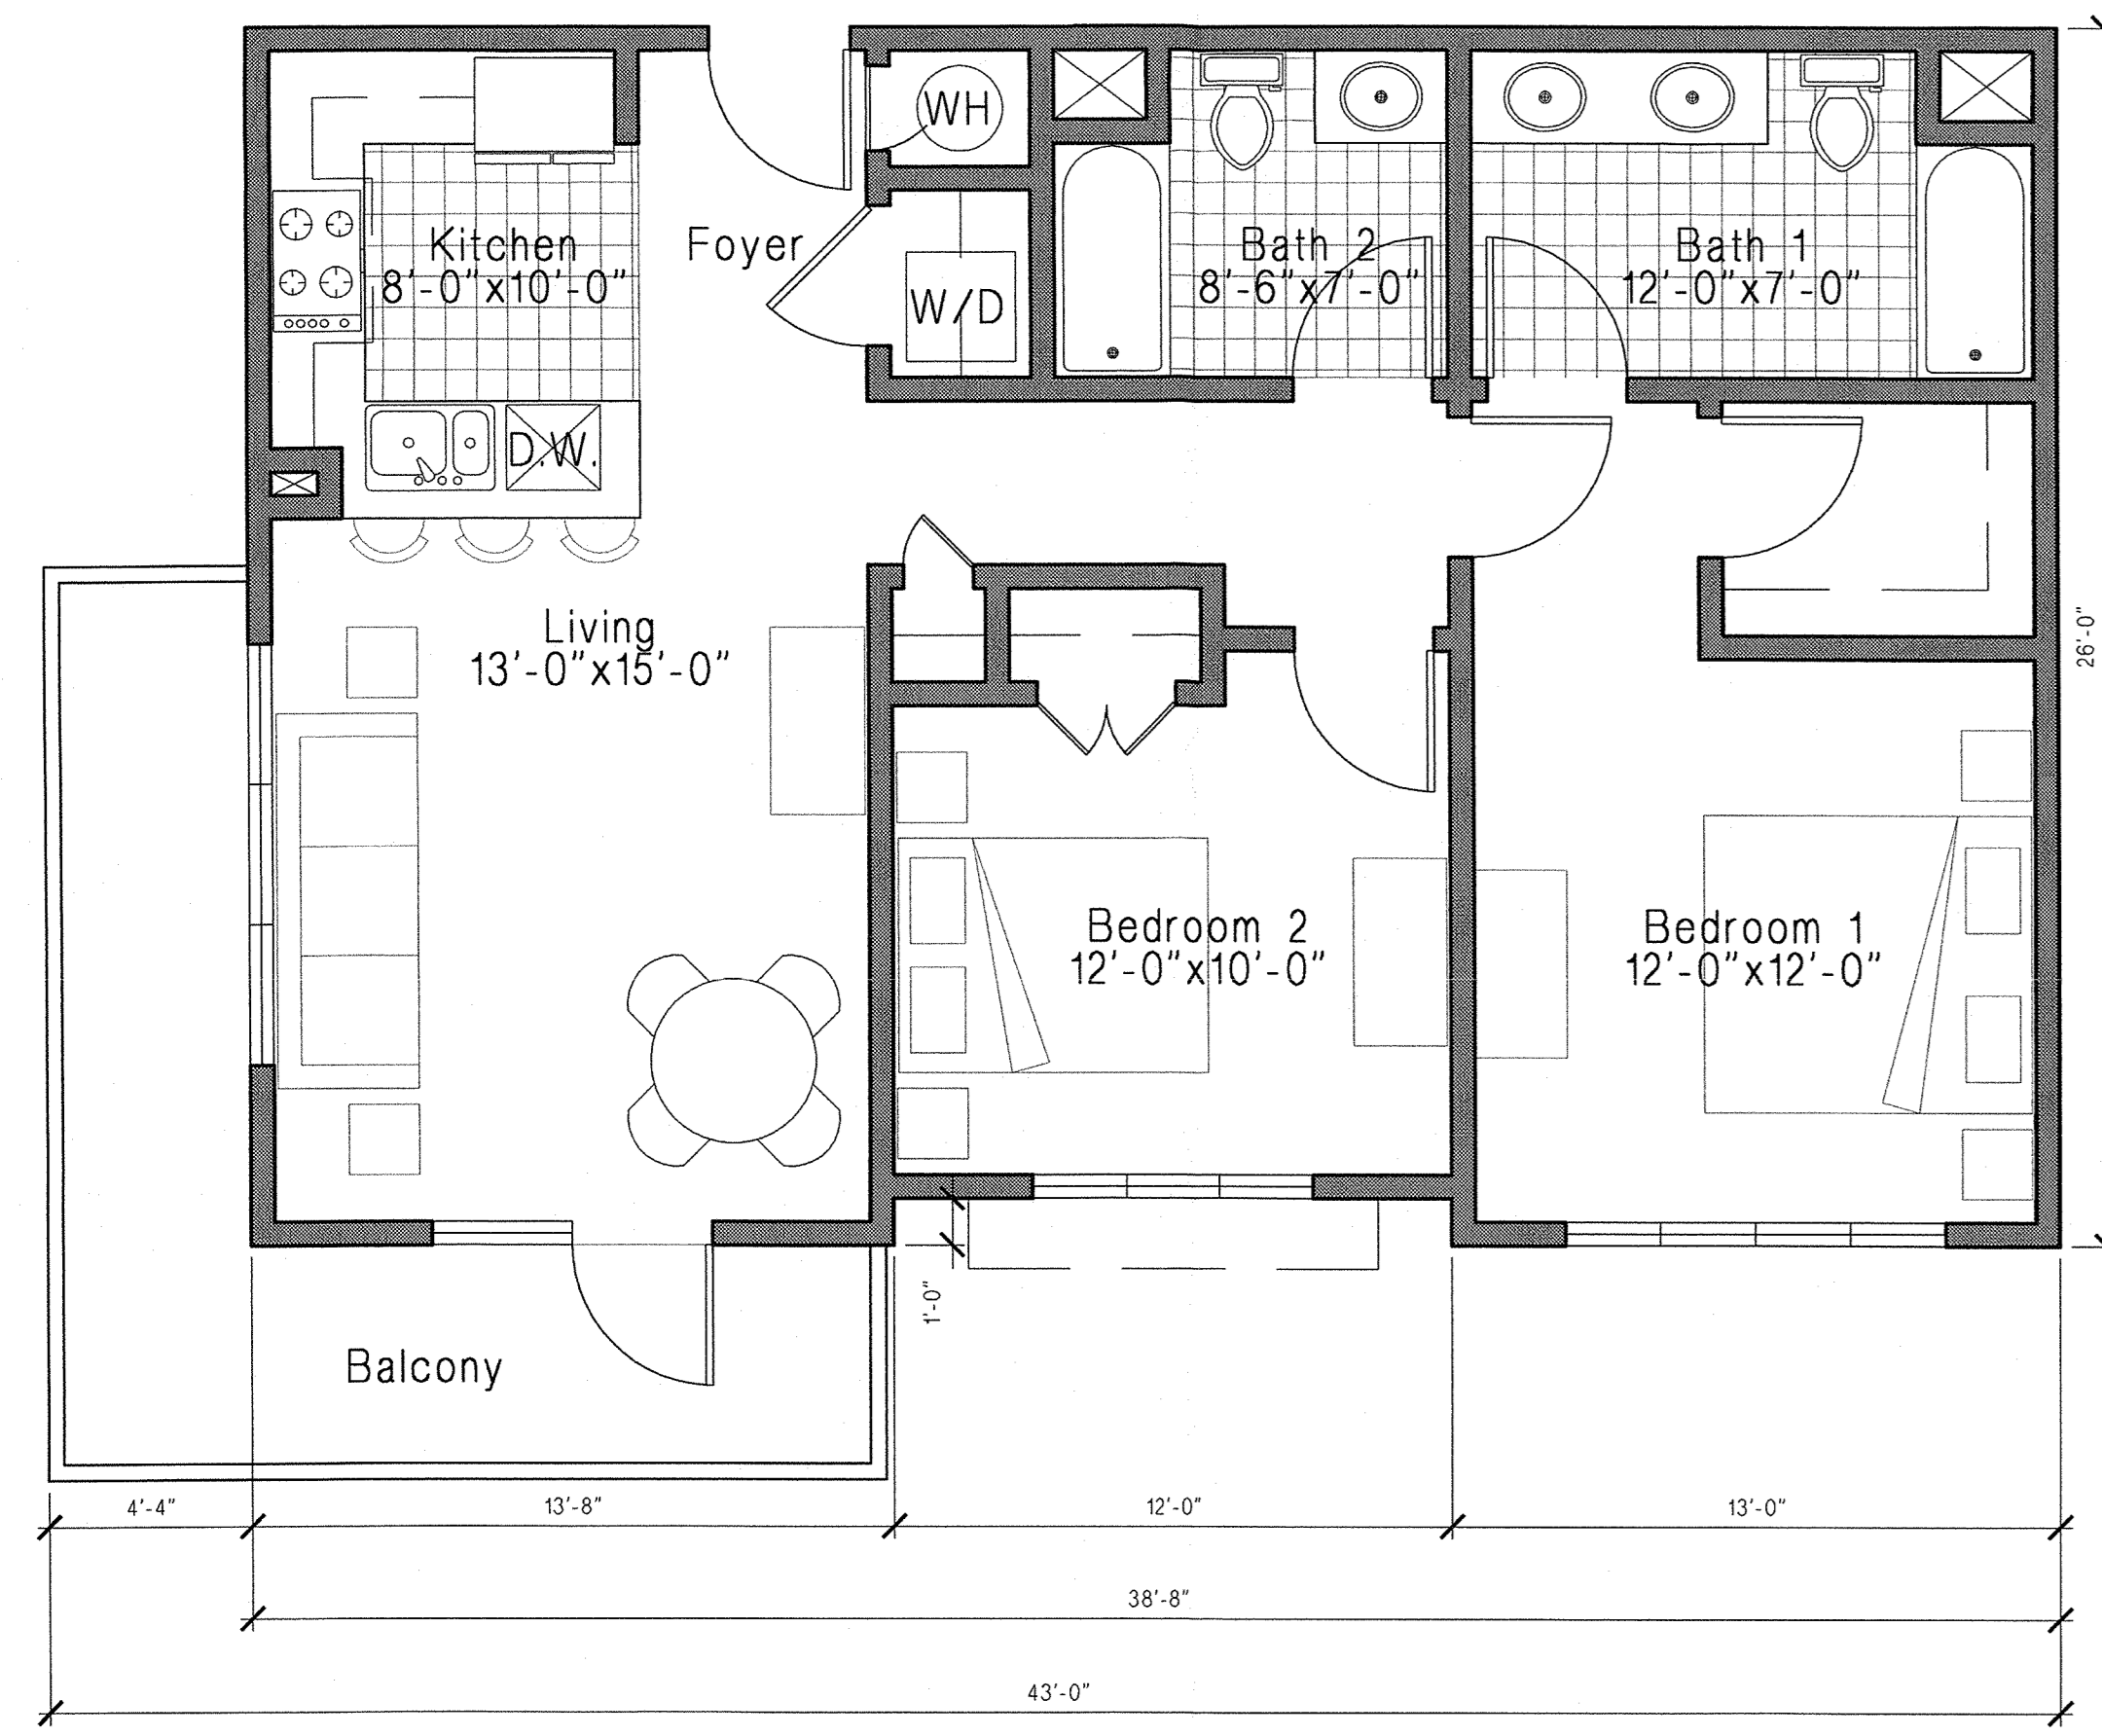 WH
Kitchen
8'-0"x10'-0"
Foyer
W/D
Bath 2
8'-6"x7'-0"
Bath 1
12'-0"x7'-0"
D.W.
Living
13'-0"x15'-0"
26'-0"
Bedroom 2
12'-0"x10'-0"
Bedroom 1
12'-0"x12'-0"
1'-0"
Balcony
4'-4"
13'-8"
12'-0"
13'-0"
38'-8"
43'-0"